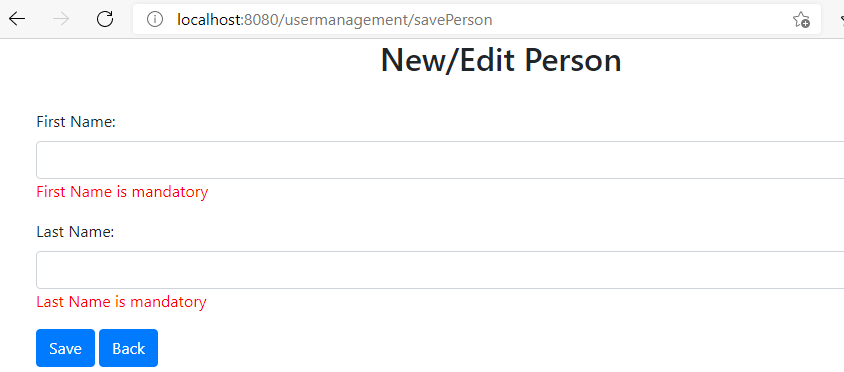 localhost:8080/usermanagement/savePerson
New/Edit Person
First Name:
First Name is mandatory
Last Name:
Last Name is mandatory
Save Back